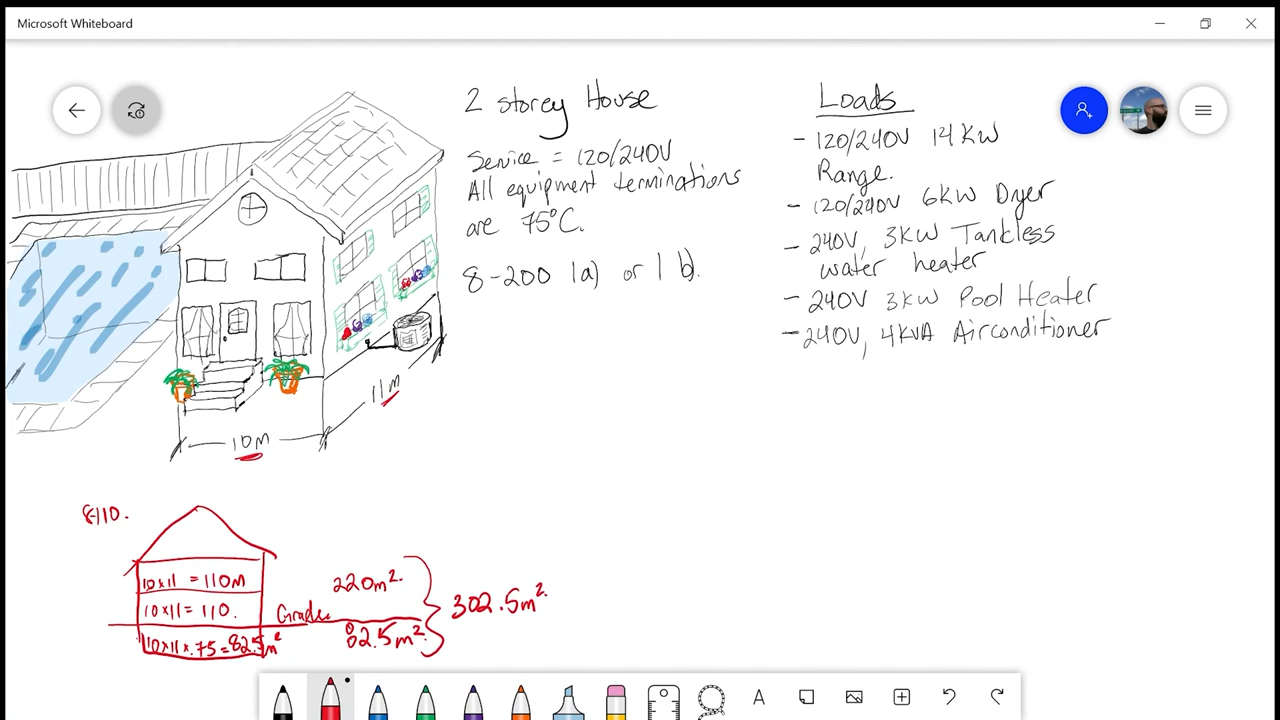 Microsoft Whiteboard
2 Storey House
Service = 120/240V
All equipment terminations
are 75°C.
8-200 1a) or 1 b).
Loads
- 120/240V 14KW
Range.
- 120/240V 6KW Dryer
- 240V, 3KW Tankless
water heater
- 240V 3KW Pool Heater
- 240V, 4KVA Airconditioner
11M
10M
8-110.
10x11 = 110M
10x11 = 110.
10x11x.75=82.5m²
Grade.
220m².
82.5m².
302.5m².
A